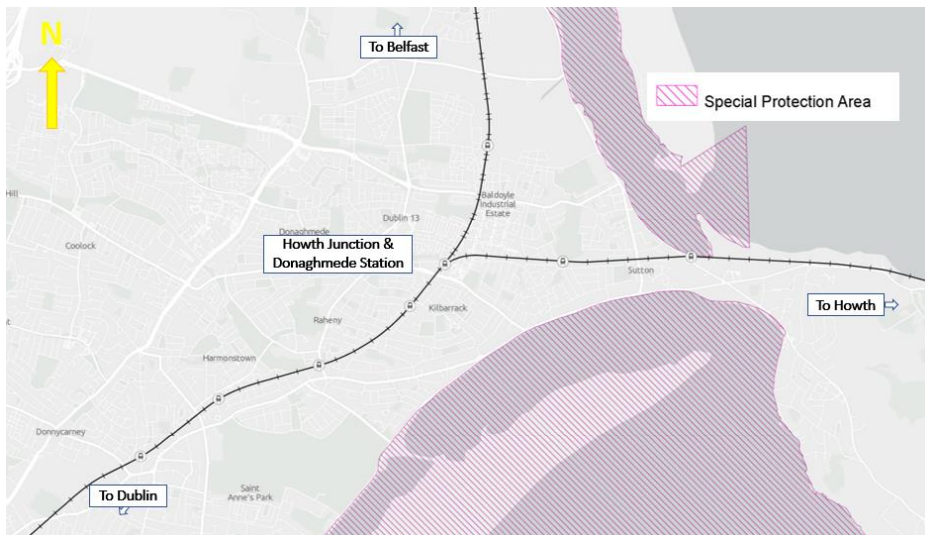 N
To Belfast
Special Protection Area
Hill
Baldoyle
Industrial
Estate
Dublin 13
Donaghmede
Coolock
Howth Junction &
Donaghmede Station
Sutton
To Howth
Kilbarrack
Raheny
Harmonstown
Donnycarney
To Dublin
Saint
Anne's Park